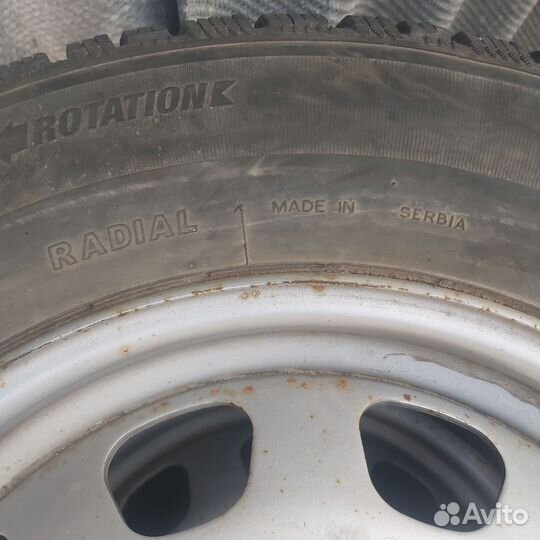 ROTATION
RADIAL
MADE IN SERBIA
Avito